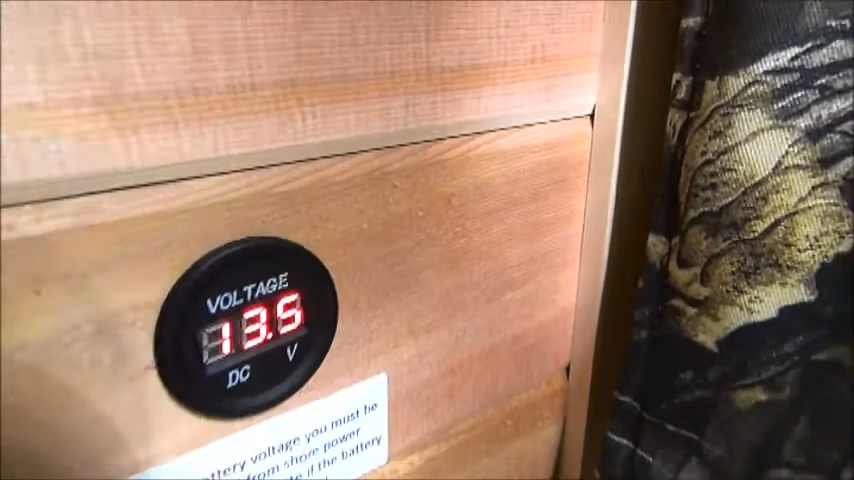 VOLTAGE
13.5
DC V
battery voltage you must be
from shore power
if the battery